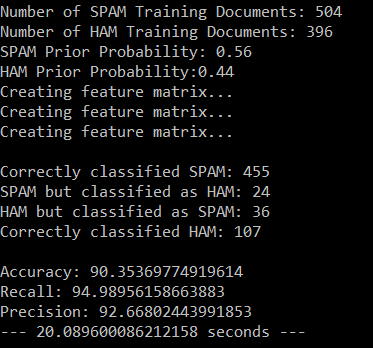 Number of SPAM Training Documents: 504
Number of HAM Training Documents: 396
SPAM Prior Probability: 0.56
HAM Prior Probability:0.44
Creating feature matrix...
Creating feature matrix...
Creating feature matrix...
Correctly classified SPAM: 455
SPAM but classified as HAM: 24
HAM but classified as SPAM: 36
Correctly classified HAM: 107
Accuracy: 90.35369774919614
Recall: 94.98956158663883
Precision: 92.66802443991853
--- 20.089600086212158 seconds ---